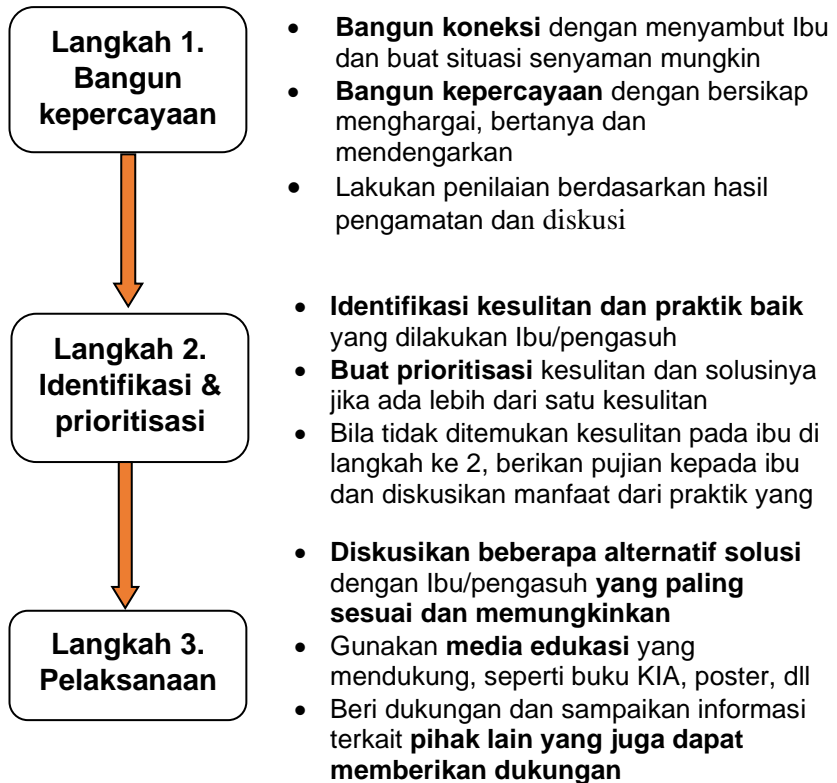 Langkah 1.
Bangun
kepercayaan
• Bangun koneksi dengan menyambut Ibu
dan buat situasi senyaman mungkin
• Bangun kepercayaan dengan bersikap
menghargai, bertanya dan
mendengarkan
• Lakukan penilaian berdasarkan hasil
pengamatan dan diskusi
Langkah 2.
Identifikasi &
prioritisasi
• Identifikasi kesulitan dan praktik baik
yang dilakukan Ibu/pengasuh
• Buat prioritisasi kesulitan dan solusinya
jika ada lebih dari satu kesulitan
• Bila tidak ditemukan kesulitan pada ibu di
langkah ke 2, berikan pujian kepada ibu
dan diskusikan manfaat dari praktik yang
Langkah 3.
Pelaksanaan
• Diskusikan beberapa alternatif solusi
dengan Ibu/pengasuh yang paling
sesuai dan memungkinkan
• Gunakan media edukasi yang
mendukung, seperti buku KIA, poster, dll
• Beri dukungan dan sampaikan informasi
terkait pihak lain yang juga dapat
memberikan dukungan